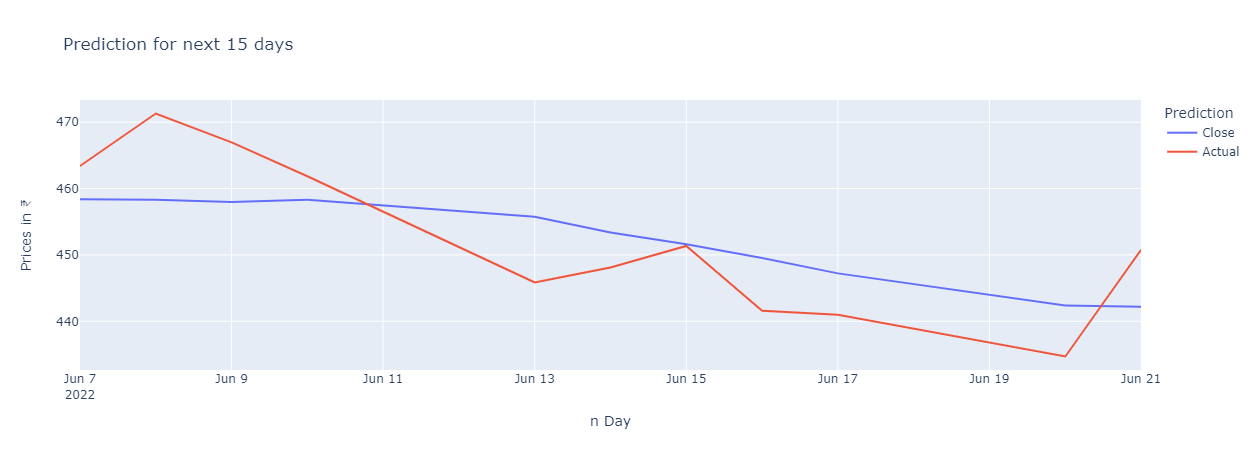 Prediction for next 15 days
Prediction
Close
Actual
Prices in ₹
470
460
450
440
Jun 7
2022
Jun 9
Jun 11
Jun 13
Jun 15
Jun 17
Jun 19
Jun 21
n Day